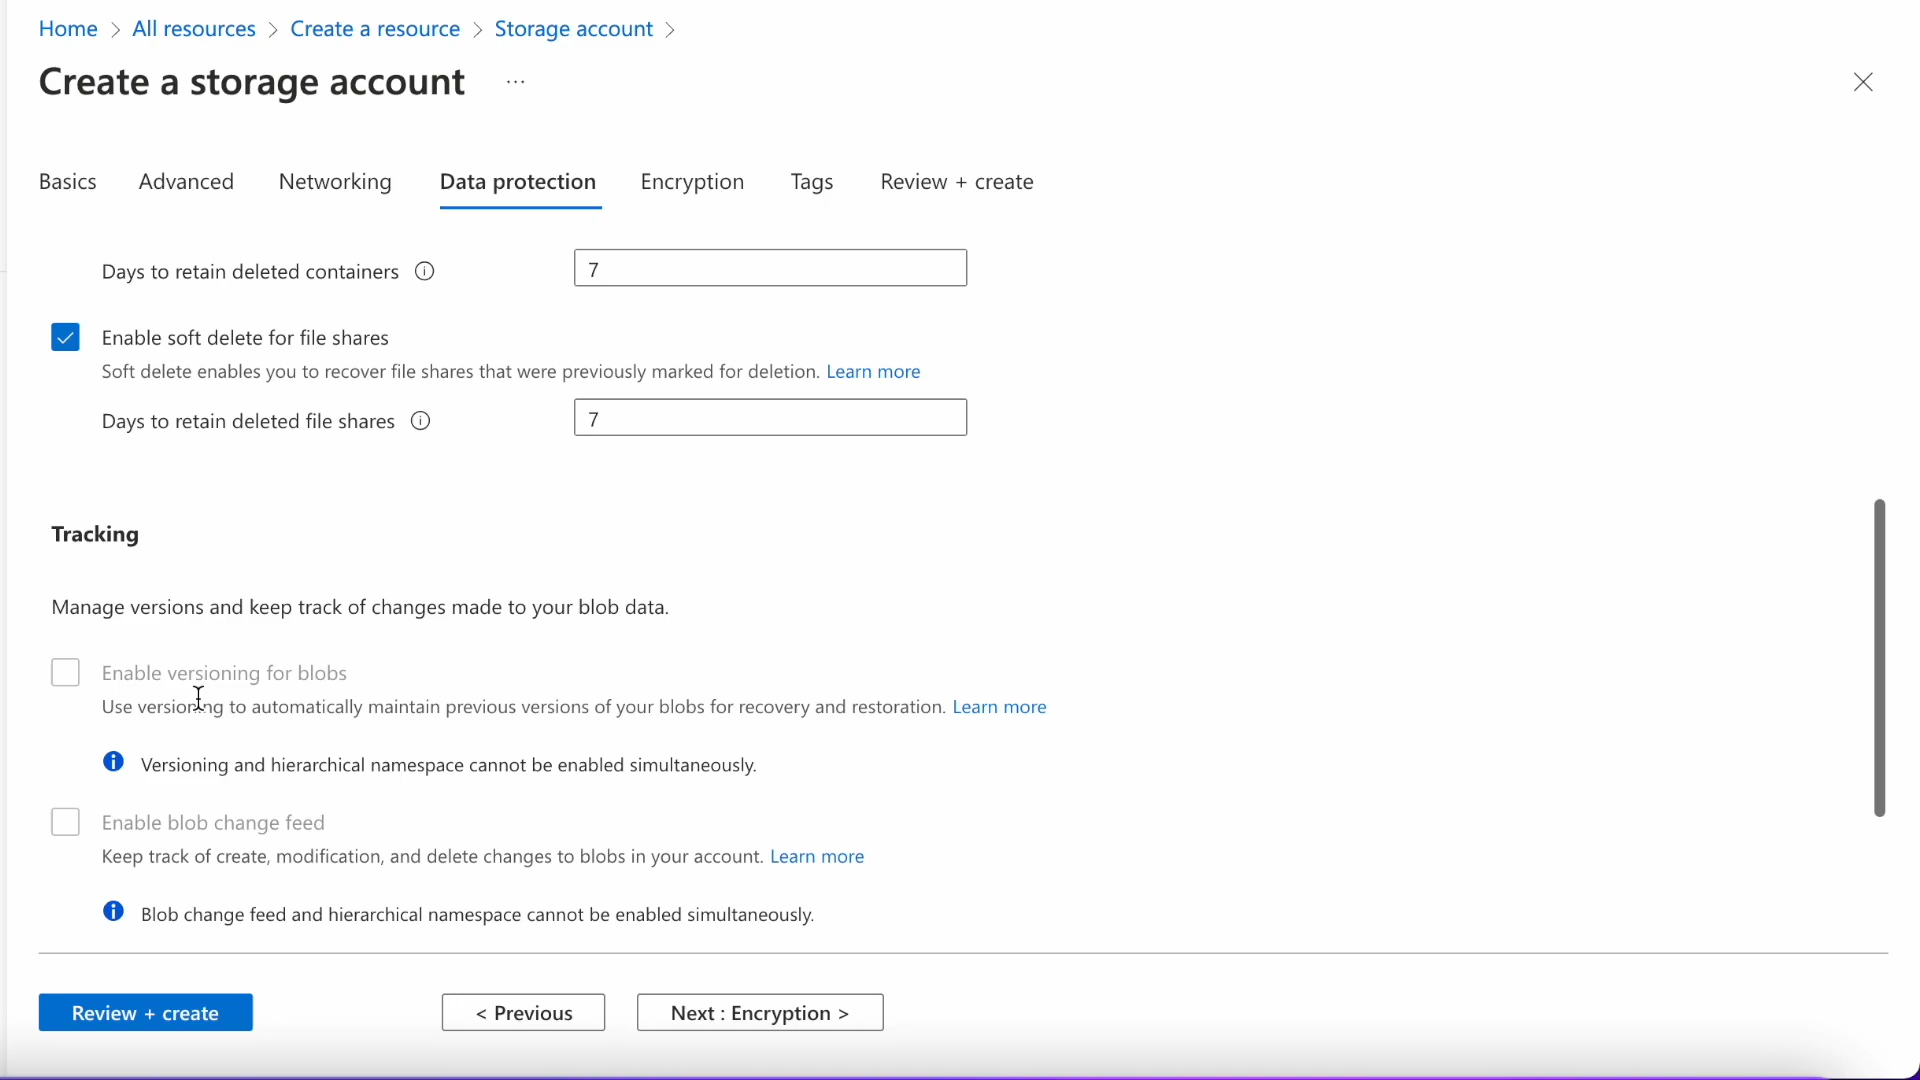 Home > All resources > Create a resource > Storage account >
Create a storage account ...
Basics Advanced Networking Data protection Encryption Tags Review + create
Days to retain deleted containers 7
Enable soft delete for file shares
Soft delete enables you to recover file shares that were previously marked for deletion. Learn more
Days to retain deleted file shares 7
Tracking
Manage versions and keep track of changes made to your blob data.
Enable versioning for blobs
Use versioning to automatically maintain previous versions of your blobs for recovery and restoration. Learn more
Versioning and hierarchical namespace cannot be enabled simultaneously.
Enable blob change feed
Keep track of create, modification, and delete changes to blobs in your account. Learn more
Blob change feed and hierarchical namespace cannot be enabled simultaneously.
Review + create < Previous Next : Encryption >